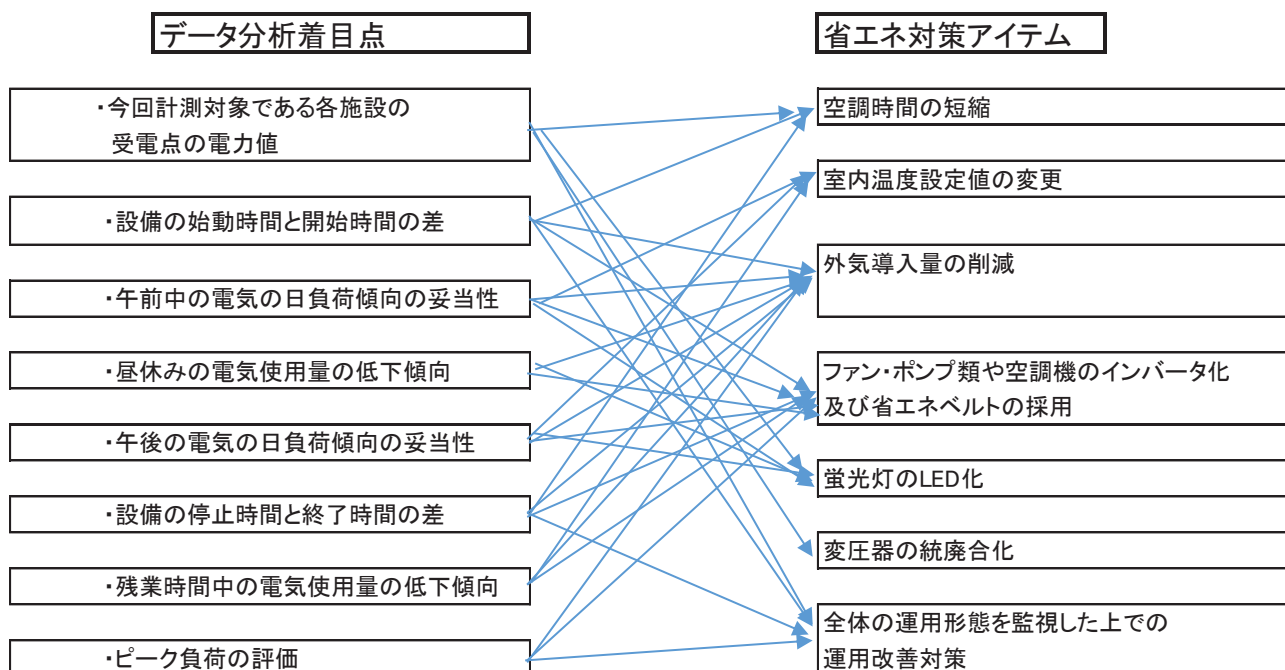 データ分析着目点
・今回計測対象である各施設の
受電点の電力値
・設備の始動時間と開始時間の差
・午前中の電気の日負荷傾向の妥当性
・昼休みの電気使用量の低下傾向
・午後の電気の日負荷傾向の妥当性
・設備の停止時間と終了時間の差
・残業時間中の電気使用量の低下傾向
・ピーク負荷の評価
省エネ対策アイテム
空調時間の短縮
室内温度設定値の変更
外気導入量の削減
ファン・ポンプ類や空調機のインバータ化
及び省エネベルトの採用
蛍光灯のLED化
変圧器の統廃合化
全体の運用形態を監視した上での
運用改善対策